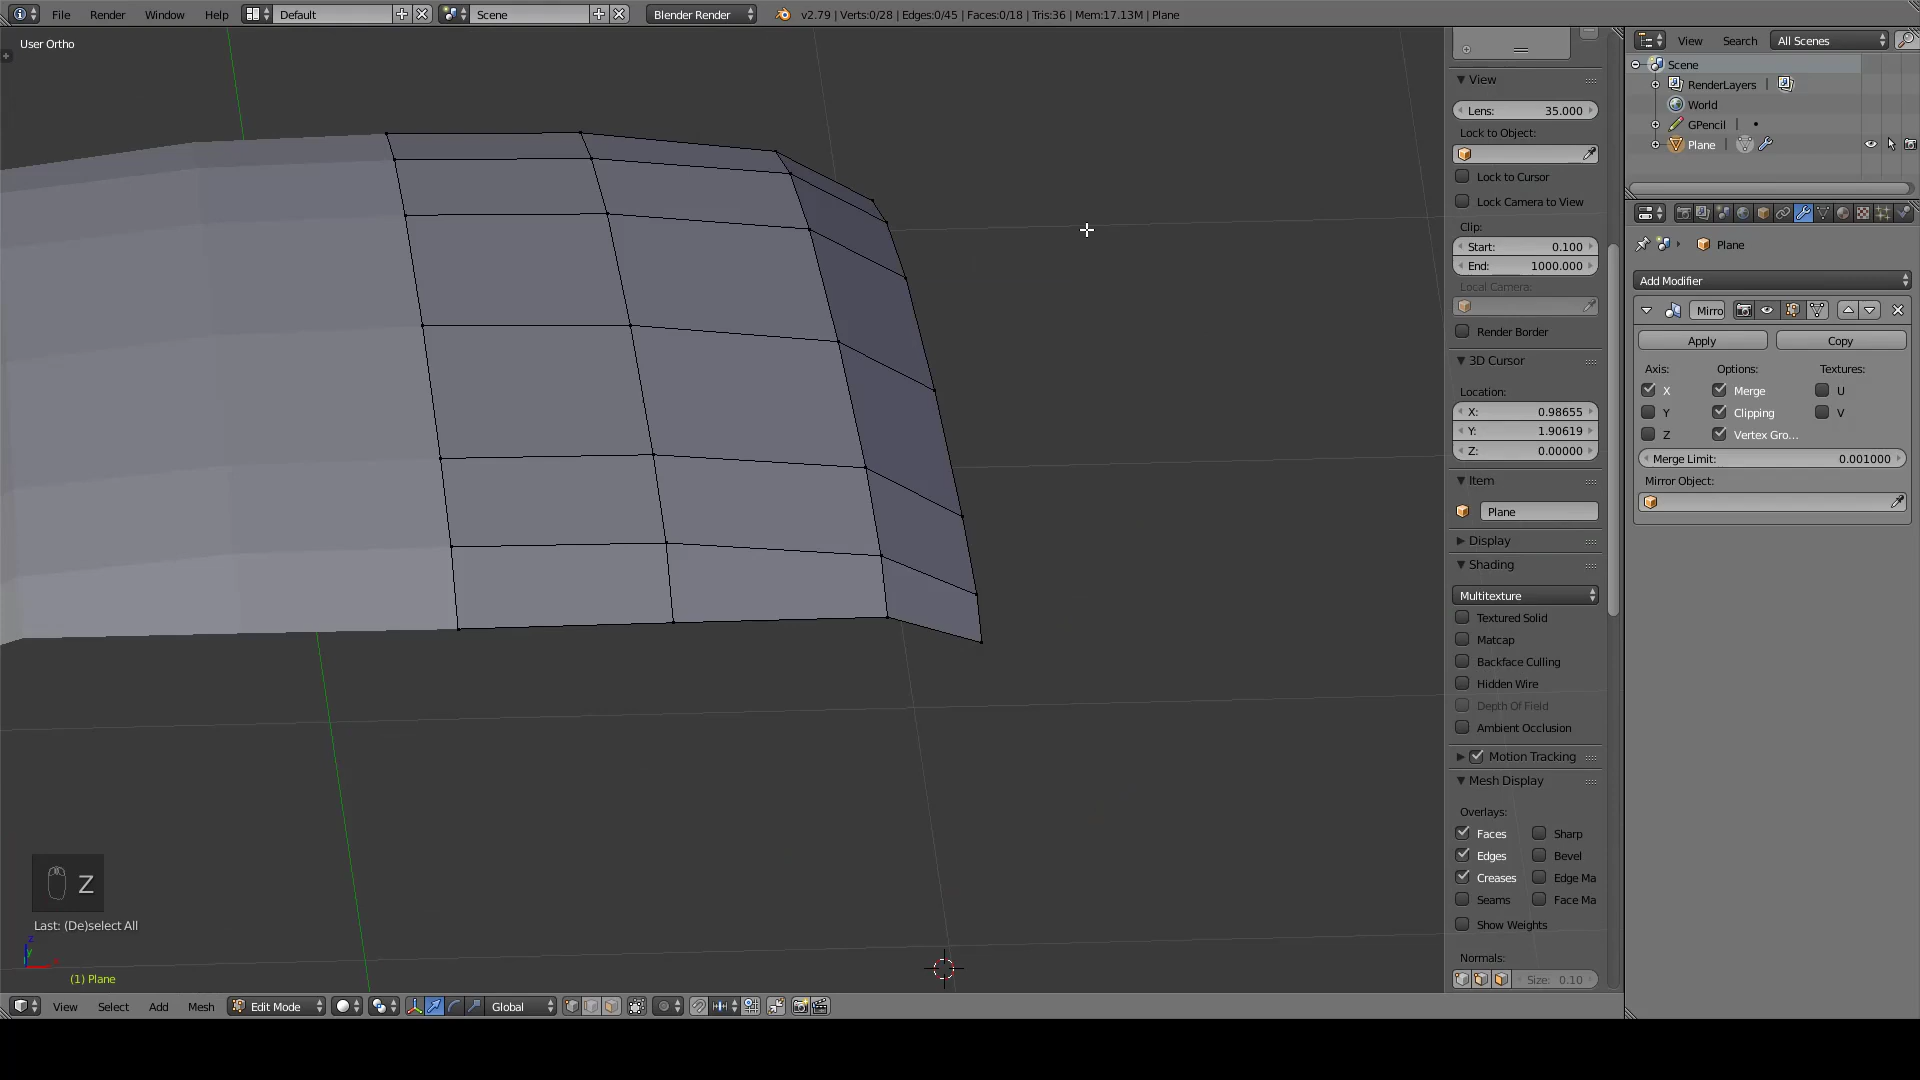 File Render Window Help Default Scene Blender Render v2.79 | Verts:0/28 | Edges:0/45 | Faces:0/18 | Tris:36 | Mem:17.13M | Plane
User Ortho
View Search All Scenes
Scene
RenderLayers |
World
GPencil |
Plane |
View
Lens: 35.000
Lock to Object:
Lock to Cursor
Lock Camera to View
Clip:
Start: 0.100
End: 1000.000
Local Camera:
Render Border
3D Cursor
Location:
X: 0.98655
Y: 1.90619
Z: 0.00000
Item
Plane
Display
Shading
Multitexture
Textured Solid
Matcap
Backface Culling
Hidden Wire
Depth Of Field
Ambient Occlusion
Motion Tracking
Mesh Display
Overlays:
Faces Sharp
Edges Bevel
Creases Edge Ma
Seams Face Ma
Show Weights
Normals:
Size: 0.10
Plane
Add Modifier
Mirro
Apply Copy
Axis: Options: Textures:
X Merge U
Y Clipping V
Z Vertex Gro...
Merge Limit: 0.001000
Mirror Object:
Z
Last: (De)select All
z
y
(1) Plane
View Select Add Mesh Edit Mode Global